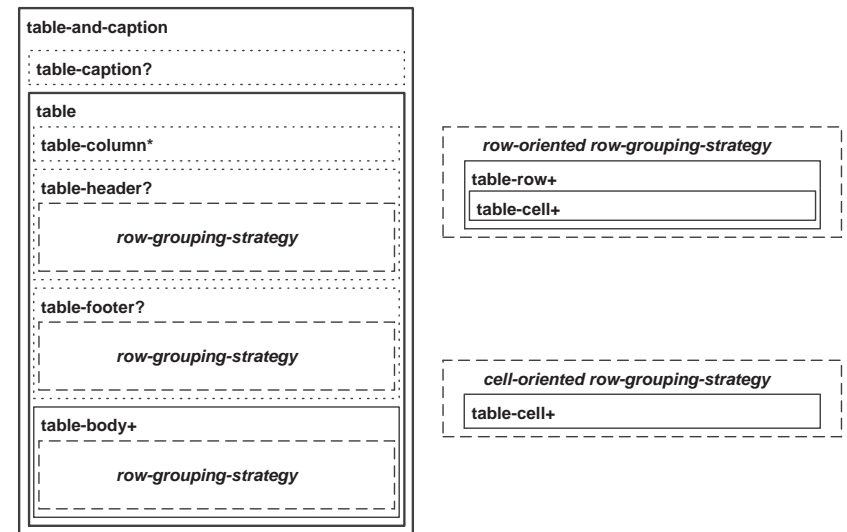 table-and-caption
table-caption?
table
table-column*
table-header?
row-grouping-strategy
table-footer?
row-grouping-strategy
table-body+
row-grouping-strategy
row-oriented row-grouping-strategy
table-row+
table-cell+
cell-oriented row-grouping-strategy
table-cell+